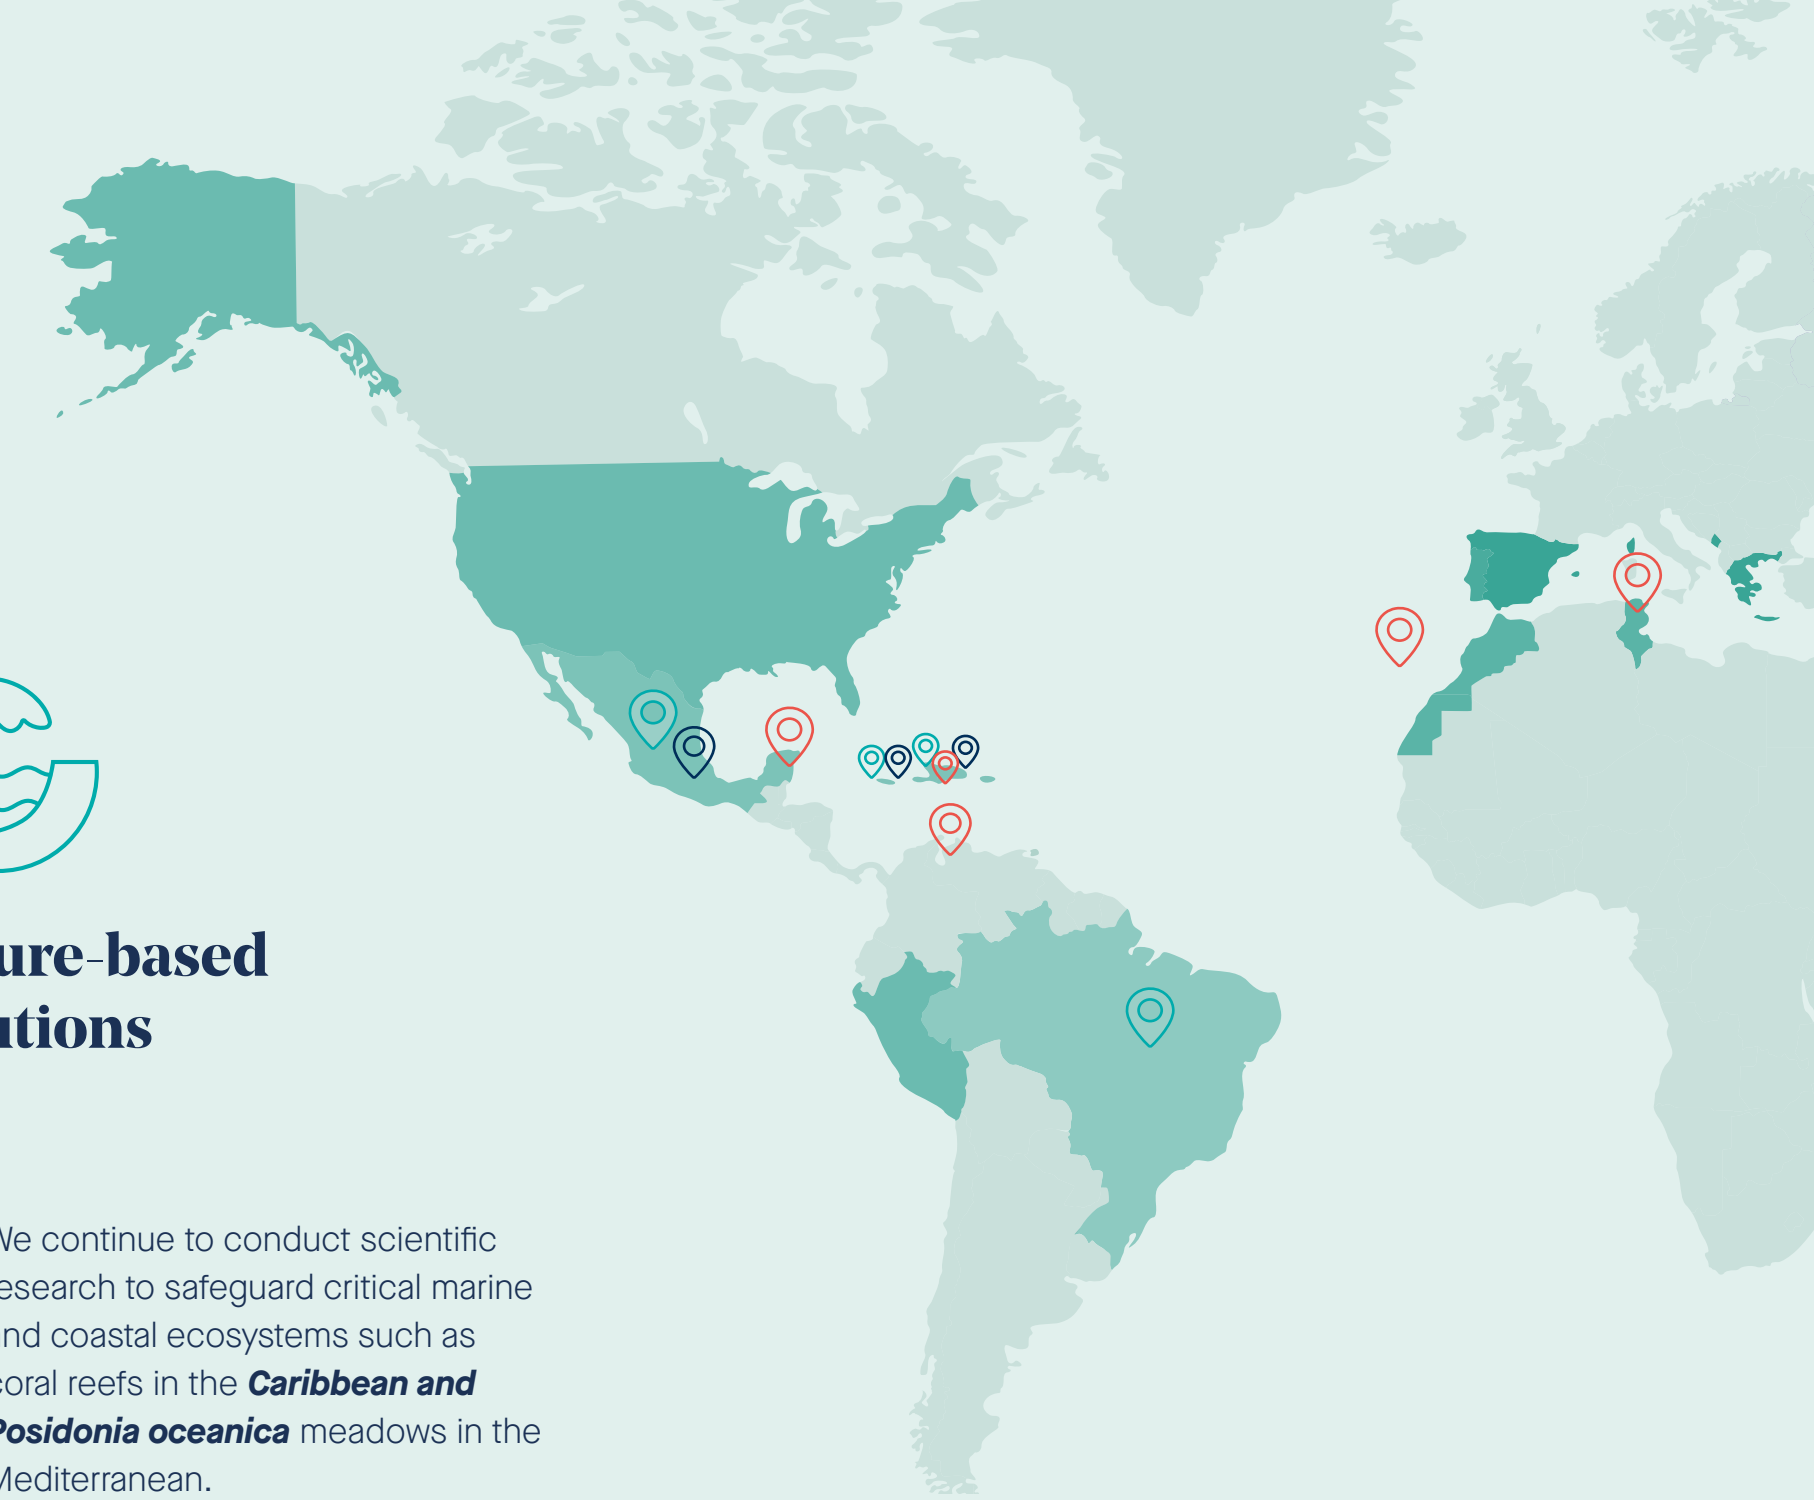 ure-based
utions
We continue to conduct scientific
esearch to safeguard critical marine
nd coastal ecosystems such as
coral reefs in the Caribbean and
Posidonia oceanica meadows in the
Mediterranean.